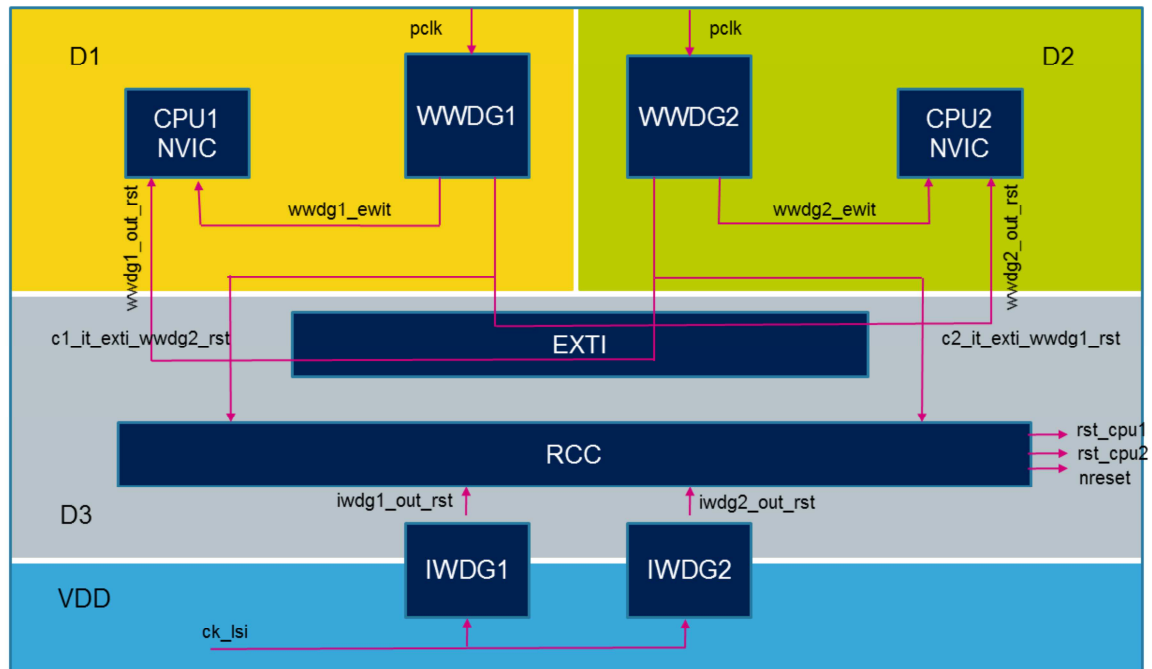 pclk
pclk
D1
D2
WWDG1
WWDG2
CPU1
NVIC
CPU2
NVIC
wwdg1_ewit
wwdg2_ewit
wwdg1_out_rst
wwdg2_out_rst
c1_it_exti_wwdg2_rst
EXTI
c2_it_exti_wwdg1_rst
RCC
rst_cpu1
rst_cpu2
nreset
iwdg1_out_rst
iwdg2_out_rst
D3
IWDG1
IWDG2
VDD
ck_lsi